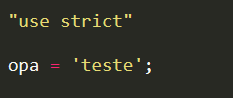 "use strict"
opa = 'teste';